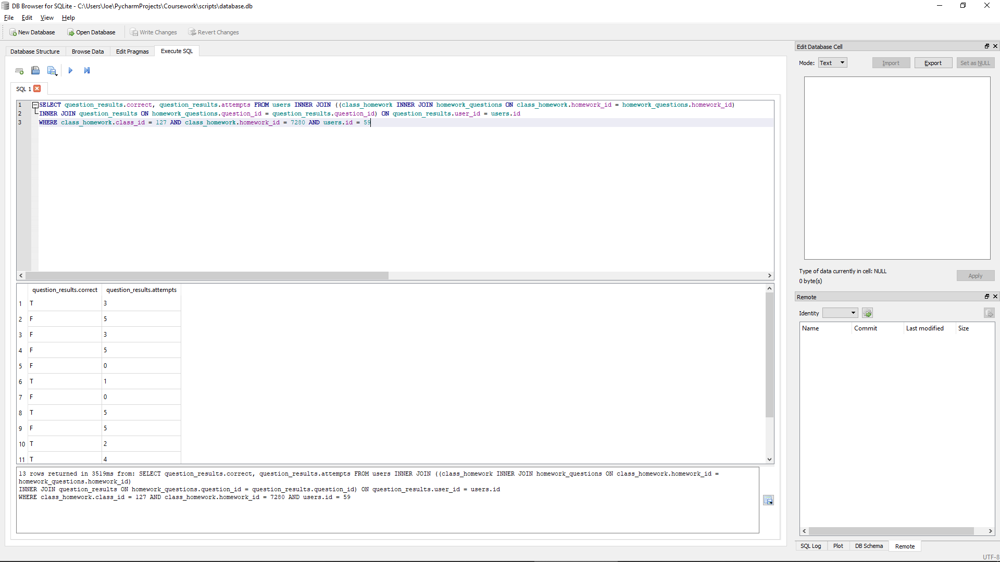 DB Browser for SQLite - C:\Users\Joe\PycharmProjects\Coursework\scripts\database.db
File Edit View Help
New Database Open Database Write Changes Revert Changes
Database Structure Browse Data Edit Pragmas Execute SQL
SQL 1
1 SELECT question_results.correct, question_results.attempts FROM users INNER JOIN ((class_homework INNER JOIN homework_questions ON class_homework.homework_id = homework_questions.homework_id)
2 INNER JOIN question_results ON homework_questions.question_id = question_results.question_id) ON question_results.user_id = users.id
3 WHERE class_homework.class_id = 127 AND class_homework.homework_id = 7280 AND users.id = 59
question_results.correct question_results.attempts
1 T 3
2 F 5
3 F 3
4 F 5
5 F 0
6 T 1
7 F 0
8 T 5
9 F 5
10 T 2
11 T 4
13 rows returned in 3519ms from: SELECT question_results.correct, question_results.attempts FROM users INNER JOIN ((class_homework INNER JOIN homework_questions ON class_homework.homework_id =
homework_questions.homework_id)
INNER JOIN question_results ON homework_questions.question_id = question_results.question_id) ON question_results.user_id = users.id
WHERE class_homework.class_id = 127 AND class_homework.homework_id = 7280 AND users.id = 59
Edit Database Cell
Mode: Text Import Export Set as NULL
Type of data currently in cell: NULL
0 byte(s)
Apply
Remote
Identity
Name Commit Last modified Size
SQL Log Plot DB Schema Remote
UTF-8